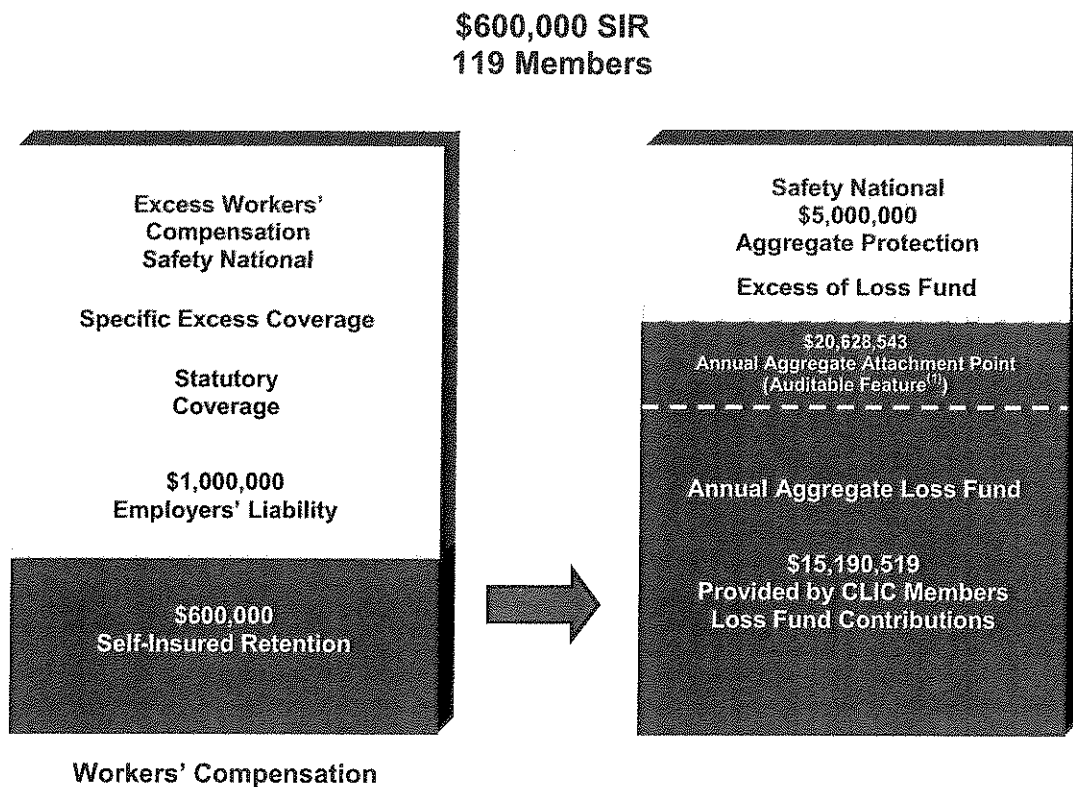 $600,000 SIR
119 Members
Excess Workers'
Compensation
Safety National
Specific Excess Coverage
Statutory
Coverage
$1,000,000
Employers' Liability
$600,000
Self-Insured Retention
Workers' Compensation
Safety National
$5,000,000
Aggregate Protection
Excess of Loss Fund
$20,628,543
Annual Aggregate Attachment Point
(Auditable Feature(1))
Annual Aggregate Loss Fund
$15,190,519
Provided by CLIC Members
Loss Fund Contributions